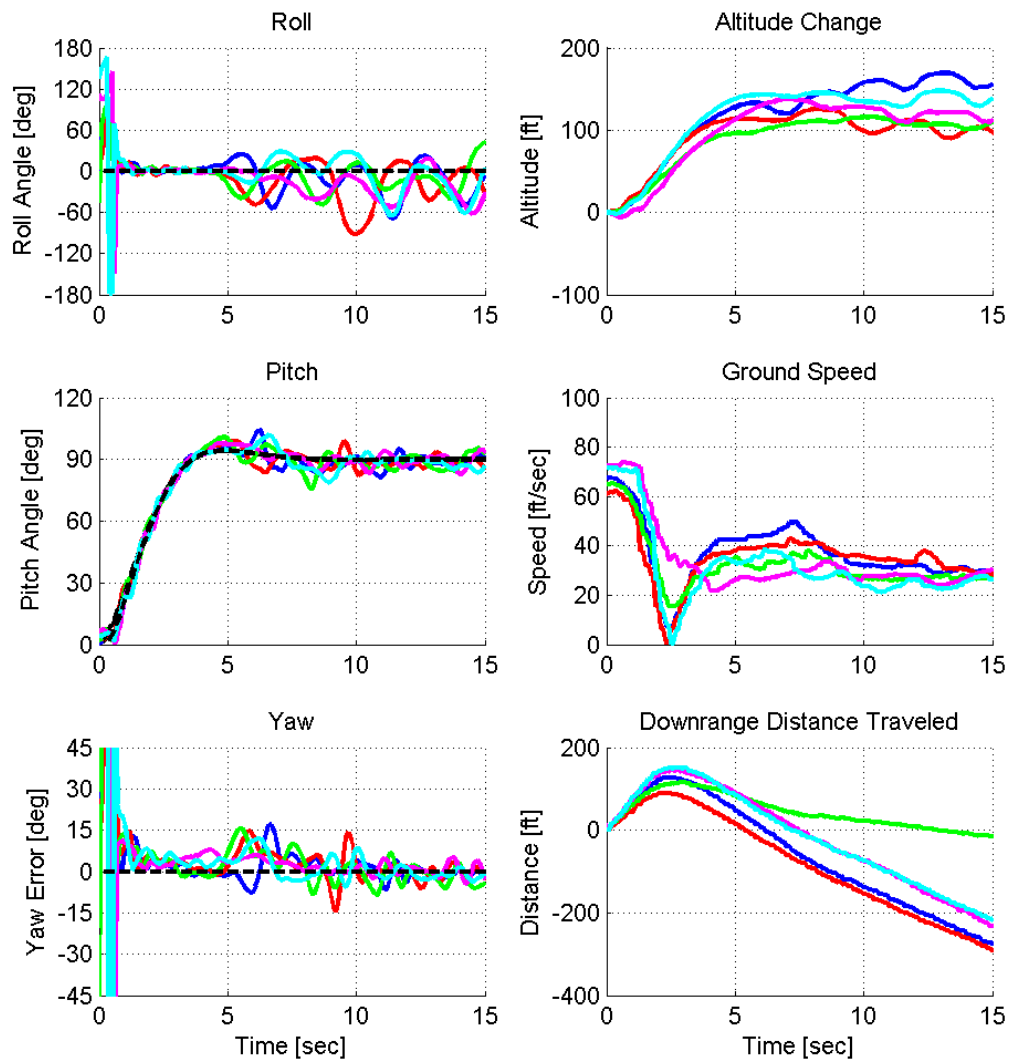 Roll
180
120
60
0
-60
-120
-180
Roll Angle [deg]
0 5 10 15
Altitude Change
200
100
0
-100
Altitude [ft]
0 5 10 15
Pitch
120
90
60
30
0
Pitch Angle [deg]
0 5 10 15
Ground Speed
100
80
60
40
20
0
Speed [ft/sec]
0 5 10 15
Yaw
45
30
15
0
-15
-30
-45
Yaw Error [deg]
0 5 10 15
Time [sec]
Downrange Distance Traveled
200
0
-200
-400
Distance [ft]
0 5 10 15
Time [sec]